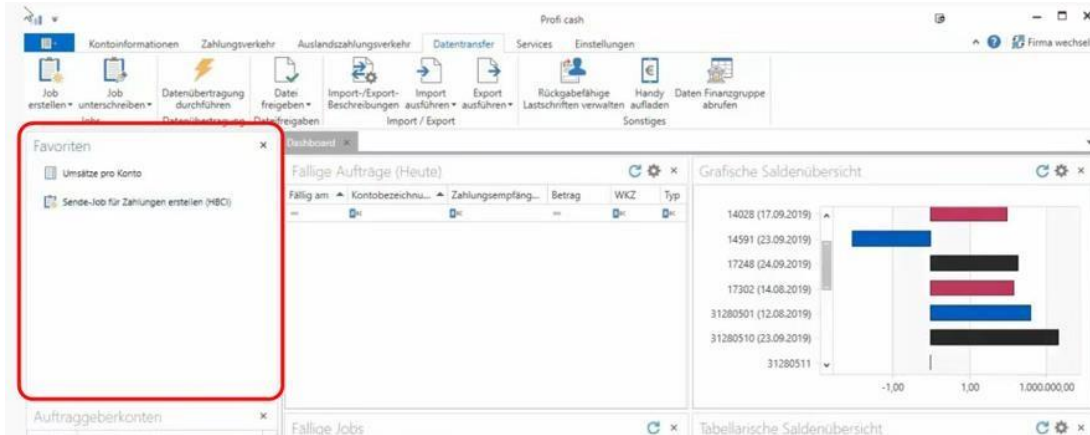 Profi cash
Kontoinformationen Zahlungsverkehr Auslandszahlungsverkehr Datentransfer Services Einstellungen
Firma wechsel
Job erstellen
Job unterschreiben
Datenübertragung durchführen
Datei freigeben
Import-/Export-Beschreibungen
Import ausführen
Export ausführen
Rückgabefähige Lastschriften verwalten
Handy aufladen
Daten Finanzgruppe abrufen
Jobs Datenübertragung Dateifreigaben Import / Export Sonstiges
Favoriten
Umsätze pro Konto
Sende-Job für Zahlungen erstellen (HBCI)
Auftraggeberkonten
Dashboard
Fällige Aufträge (Heute)
Fällig am Kontobezeichnu... Zahlungsempfäng... Betrag WKZ Typ
Fällige Jobs
Grafische Saldenübersicht
14028 (17.09.2019)
14591 (23.09.2019)
17248 (24.09.2019)
17302 (14.08.2019)
31280501 (12.08.2019)
31280510 (23.09.2019)
31280511
-1,00 1,00 1.000.000,00
Tabellarische Saldenübersicht